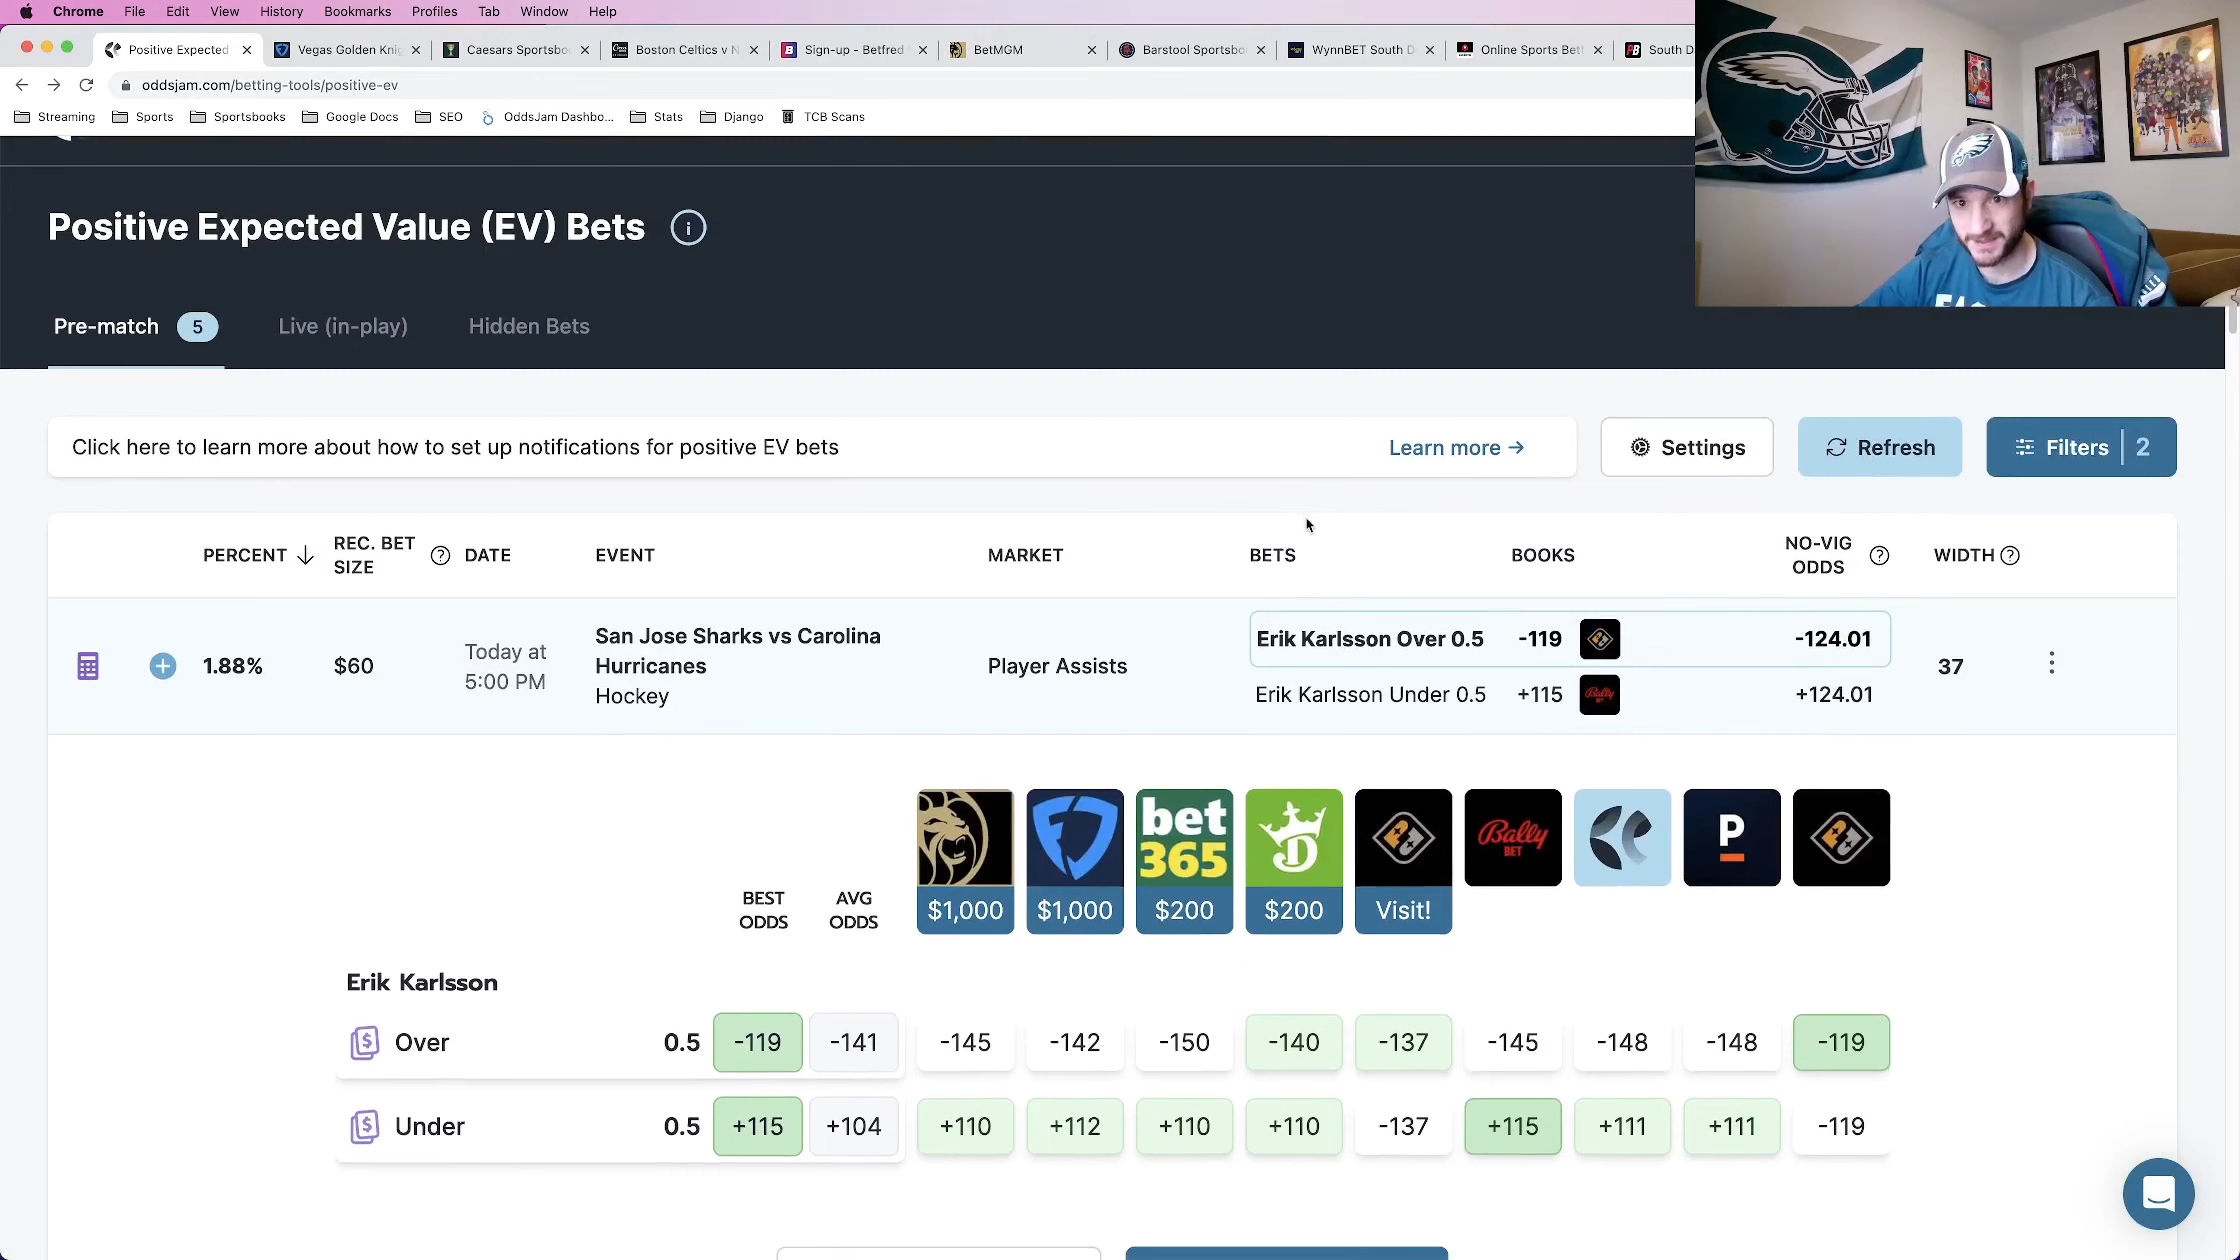 Chrome File Edit View History Bookmarks Profiles Tab Window Help
Positive Expected Vegas Golden Kni Caesars Sportsbo Boston Celtics v N Sign-up - Betfred BetMGM Barstool Sportsbo WynnBET South D Online Sports Bett South D
oddsjam.com/betting-tools/positive-ev
Streaming Sports Sportsbooks Google Docs SEO OddsJam Dashbo... Stats Django TCB Scans
Positive Expected Value (EV) Bets
Pre-match 5 Live (in-play) Hidden Bets
Click here to learn more about how to set up notifications for positive EV bets Learn more → Settings Refresh Filters 2
PERCENT REC. BET SIZE DATE EVENT MARKET BETS BOOKS NO-VIG ODDS WIDTH
1.88% $60 Today at 5:00 PM San Jose Sharks vs Carolina Hurricanes Hockey Player Assists
Erik Karlsson Over 0.5 -119 -124.01
Erik Karlsson Under 0.5 +115 Bally BET +124.01
37
bet365 Bally BET P
BEST ODDS AVG ODDS $1,000 $1,000 $200 $200 Visit!
Erik Karlsson
Over 0.5 -119 -141 -145 -142 -150 -140 -137 -145 -148 -148 -119
Under 0.5 +115 +104 +110 +112 +110 +110 -137 +115 +111 +111 -119